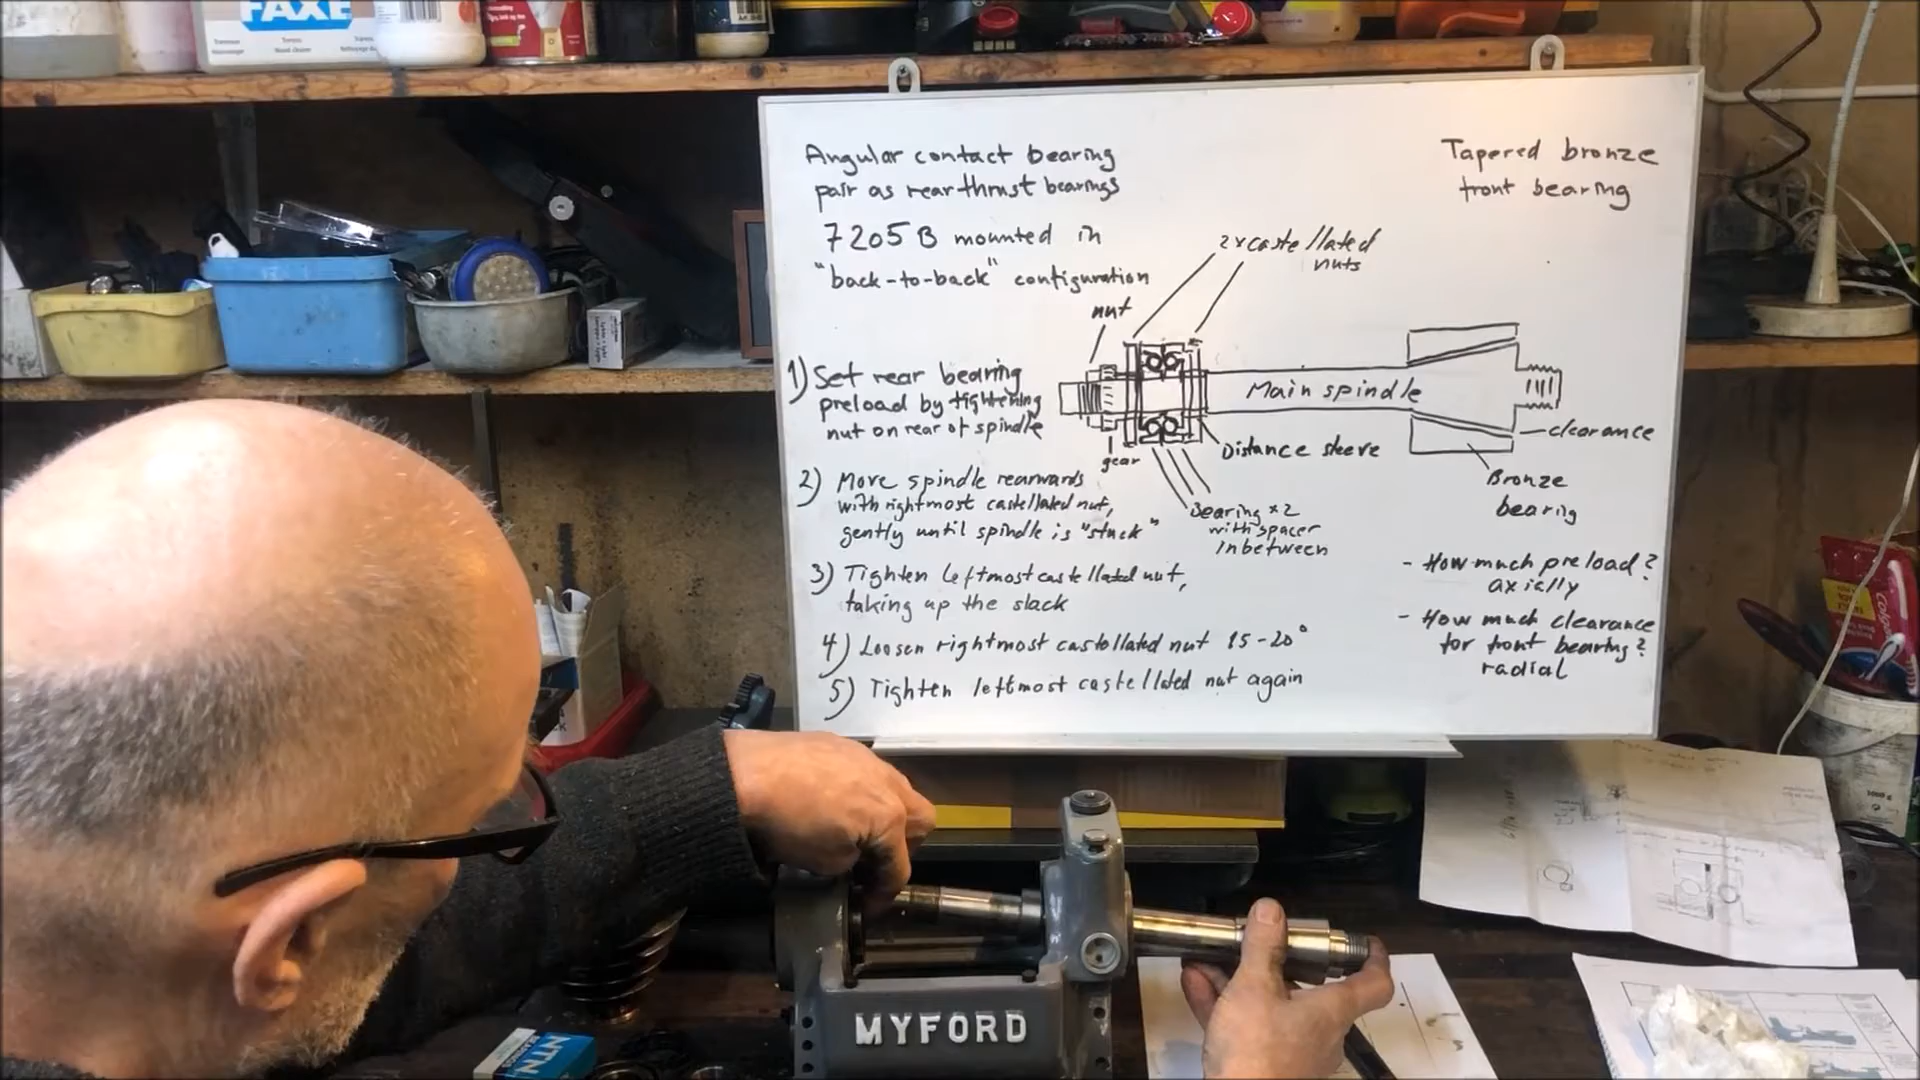 FAXE
Angular contact bearing
pair as rear thrust bearings
7205 B mounted in
"back-to-back" configuration
Tapered bronze
front bearing
2x castellated
nuts
nut
1) Set rear bearing
preload by tightening
nut on rear of spindle
Main spindle
clearance
gear
Distance sleeve
Bearing x2
with spacer
inbetween
Bronze
bearing
2) Move spindle rearwards
with rightmost castellated nut,
gently until spindle is "stuck"
3) Tighten leftmost castellated nut,
taking up the slack
4) Loosen rightmost castellated nut 15-20°
5) Tighten leftmost castellated nut again
- How much preload?
axially
- How much clearance
for front bearing?
radial
Colgate
MYFORD
NTN